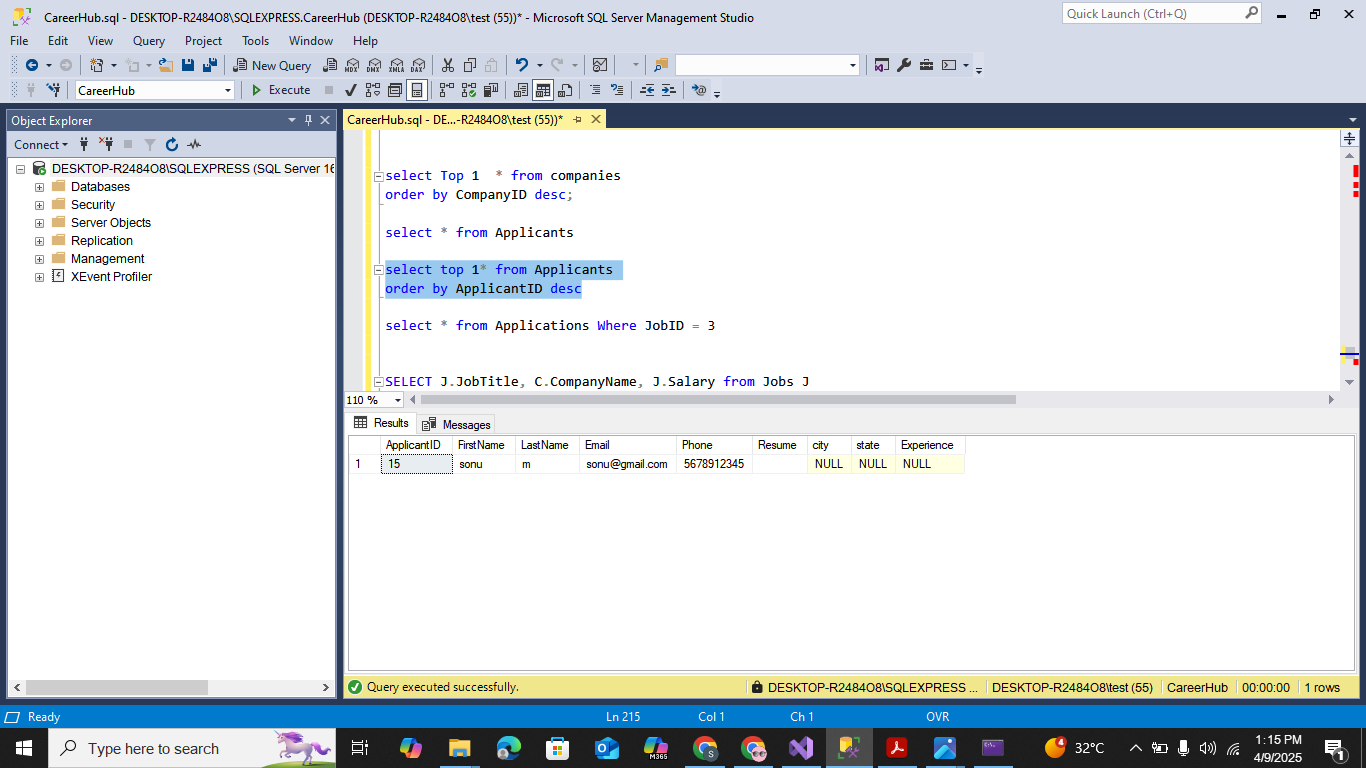 CareerHub.sql - DESKTOP-R2484O8\SQLEXPRESS.CareerHub (DESKTOP-R2484O8\test (55))* - Microsoft SQL Server Management Studio
Quick Launch (Ctrl+Q)
File Edit View Query Project Tools Window Help
New Query MDX DMX XMLA DAX
CareerHub Execute
Object Explorer
CareerHub.sql - DE...-R2484O8\test (55))*
Connect
DESKTOP-R2484O8\SQLEXPRESS (SQL Server 16
Databases
Security
Server Objects
Replication
Management
XEvent Profiler
select Top 1  * from companies
order by CompanyID desc;
select * from Applicants
select top 1* from Applicants
order by ApplicantID desc
select * from Applications Where JobID = 3
SELECT J.JobTitle, C.CompanyName, J.Salary from Jobs J
110 %
Results Messages
ApplicantID FirstName LastName Email Phone Resume city state Experience
1 15 sonu m sonu@gmail.com 5678912345 NULL NULL NULL
Query executed successfully. DESKTOP-R2484O8\SQLEXPRESS ... DESKTOP-R2484O8\test (55) CareerHub 00:00:00 1 rows
Ready Ln 215 Col 1 Ch 1 OVR
Type here to search M365 S 4 32°C 1:15 PM 1
4/9/2025